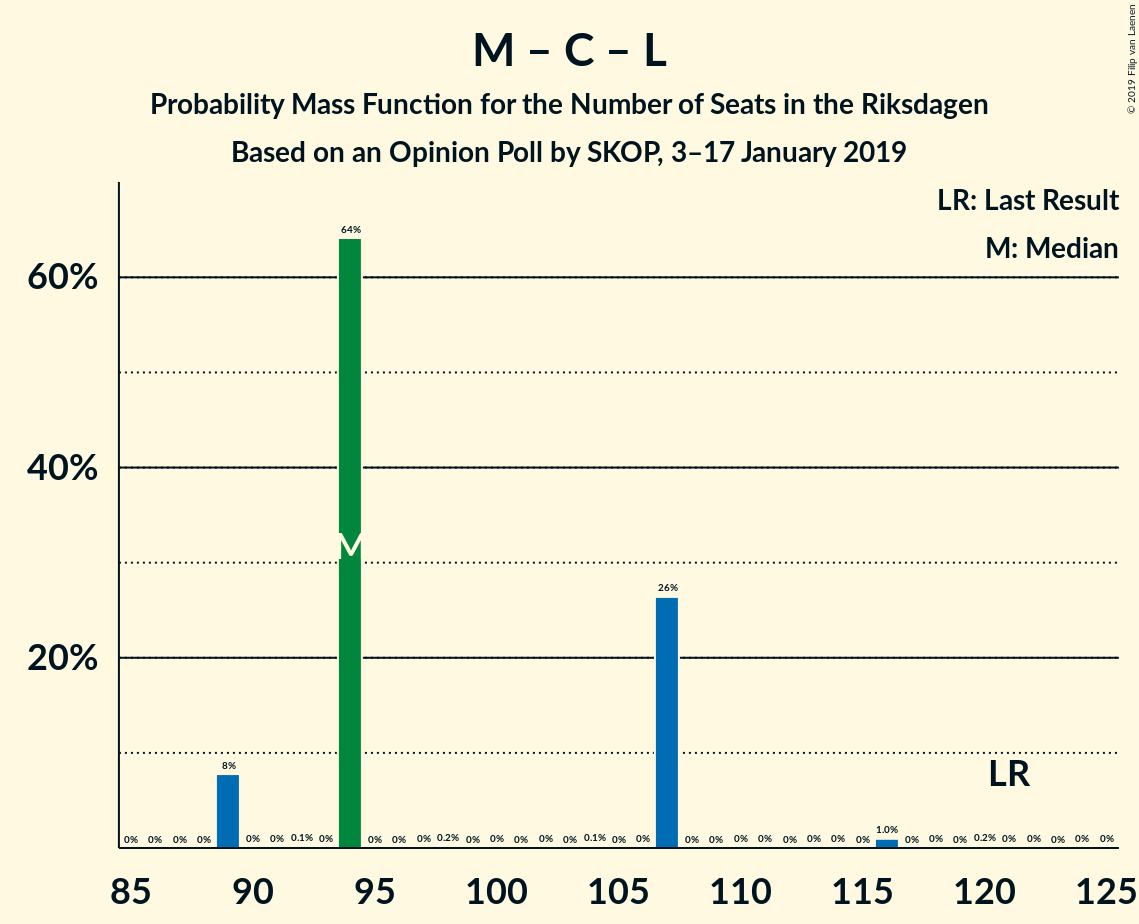 M – C – L
Probability Mass Function for the Number of Seats in the Riksdagen
Based on an Opinion Poll by SKOP, 3–17 January 2019
© 2019 Filip van Laenen
LR: Last Result
M: Median
60%
40%
20%
64%
M
26%
LR
0% 0% 0% 0% 8% 0% 0% 0.1% 0% 0% 0% 0% 0.2% 0% 0% 0% 0% 0% 0.1% 0% 0% 0% 0% 0% 0% 0% 0% 0% 0% 1.0% 0% 0% 0% 0.2% 0% 0% 0% 0% 0%
85 90 95 100 105 110 115 120 125